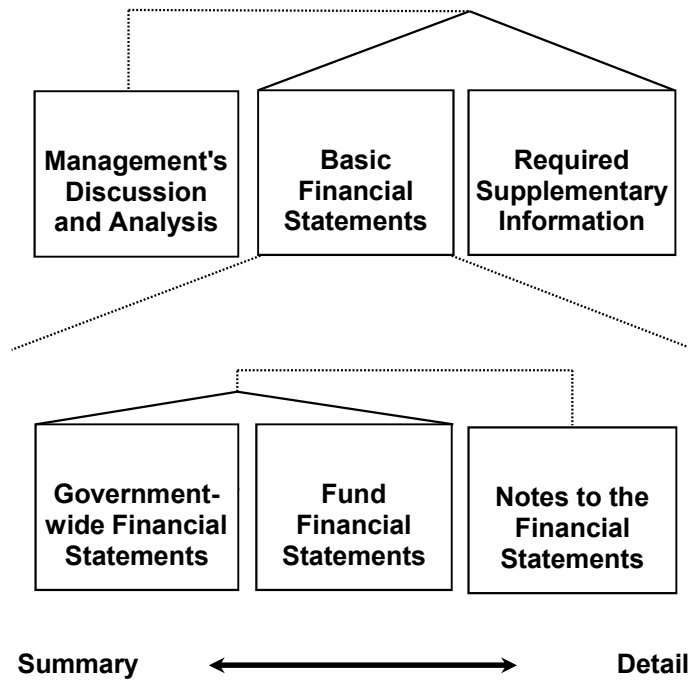 Management's
Discussion
and Analysis
Basic
Financial
Statements
Required
Supplementary
Information
Government-
wide Financial
Statements
Fund
Financial
Statements
Notes to the
Financial
Statements
Summary
Detail